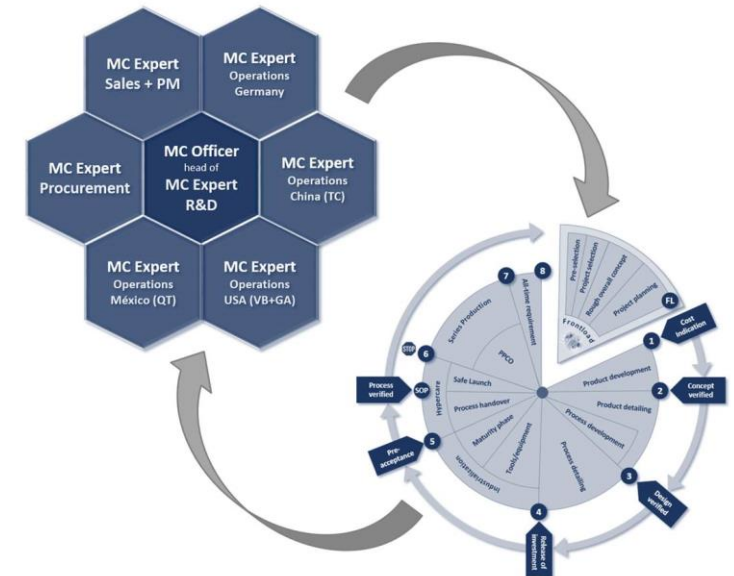 MC Expert
Sales + PM
MC Expert
Operations
Germany
MC Expert
Procurement
MC Officer
head of
MC Expert
R&D
MC Expert
Operations
China (TC)
MC Expert
Operations
México (QT)
MC Expert
Operations
USA (VB+GA)
Pre-selection
Project selection
Rough overall concept
Project planning
Frontload
FL
Cost
indication
1
Product development
2
Concept
verified
Product detailing
Process development
Process detailing
3
Design
verified
4
Release of
investment
Tools/equipment
Maturity phase
Industrialization
5
Pre-
acceptance
Process handover
Safe Launch
Hypercare
SOP
Process
verified
STOP
6
Series Production
PPCO
7
All-time requirement
8